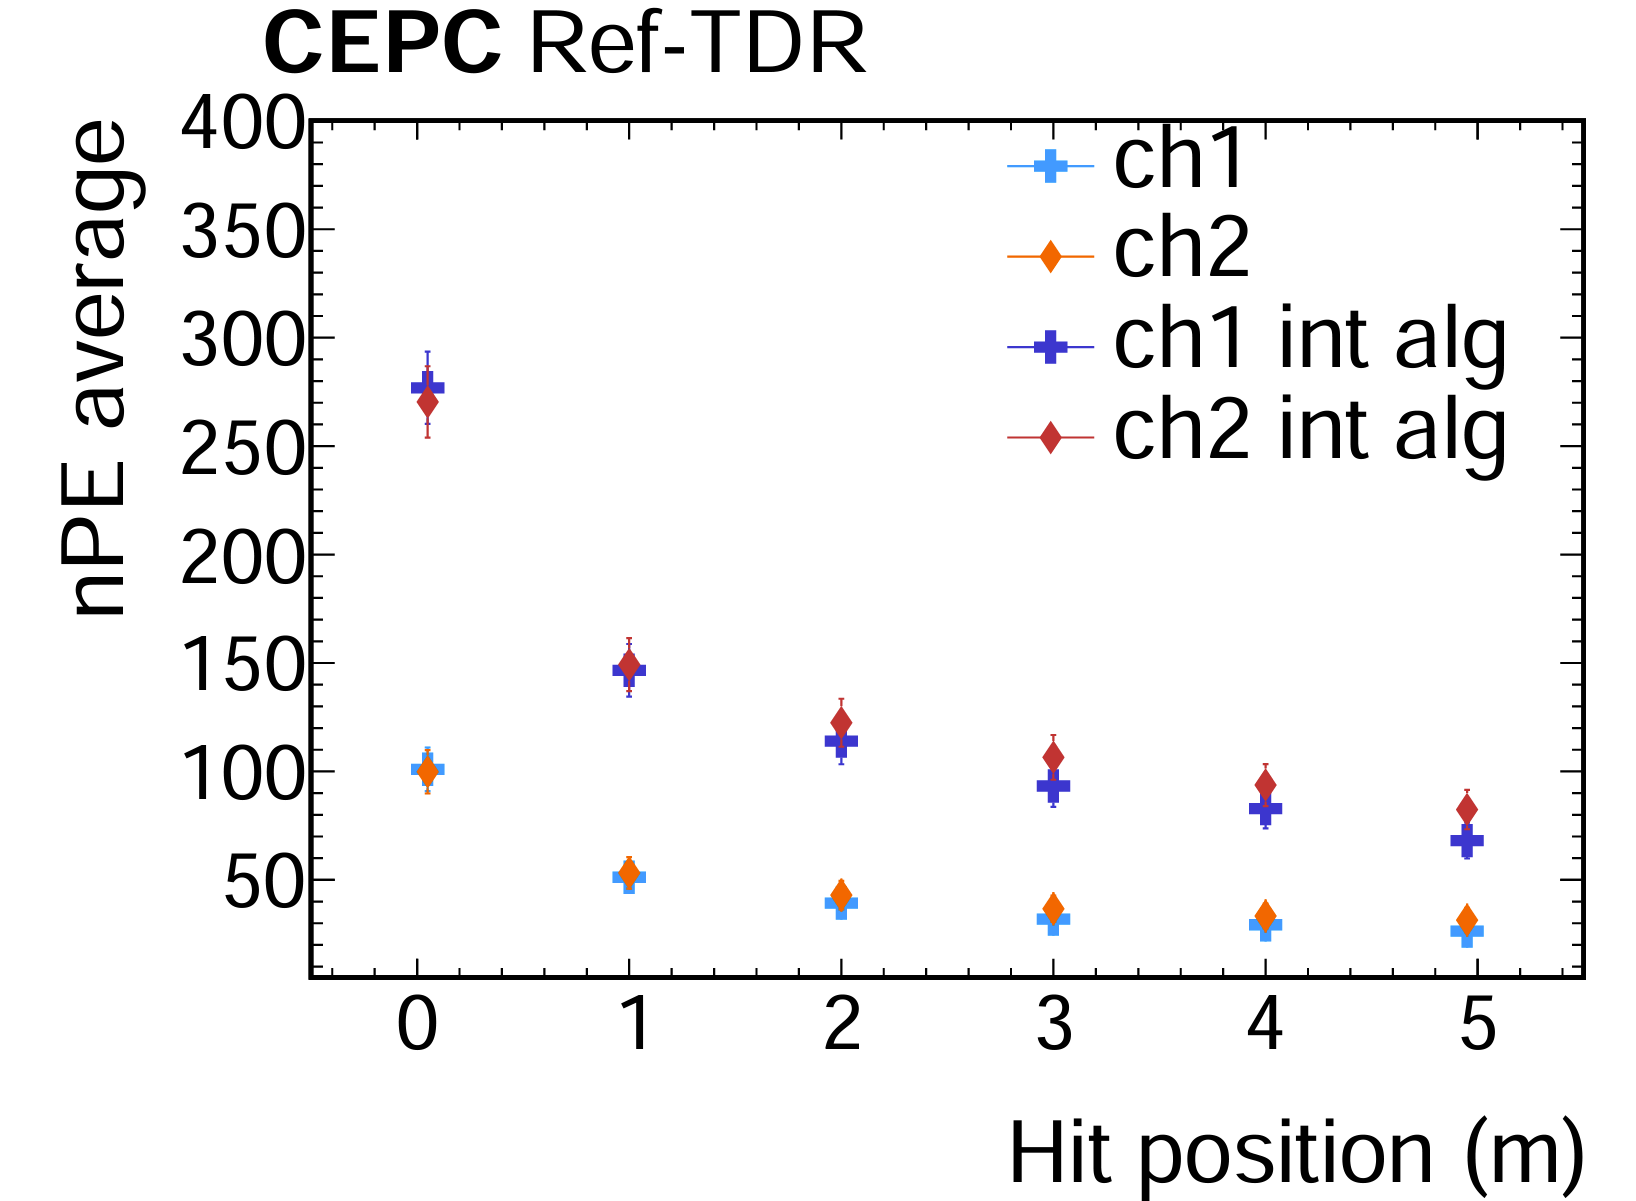 CEPC Ref-TDR
nPE average
400
350
300
250
200
150
100
50
ch1
ch2
ch1 int alg
ch2 int alg
0 1 2 3 4 5
Hit position (m)